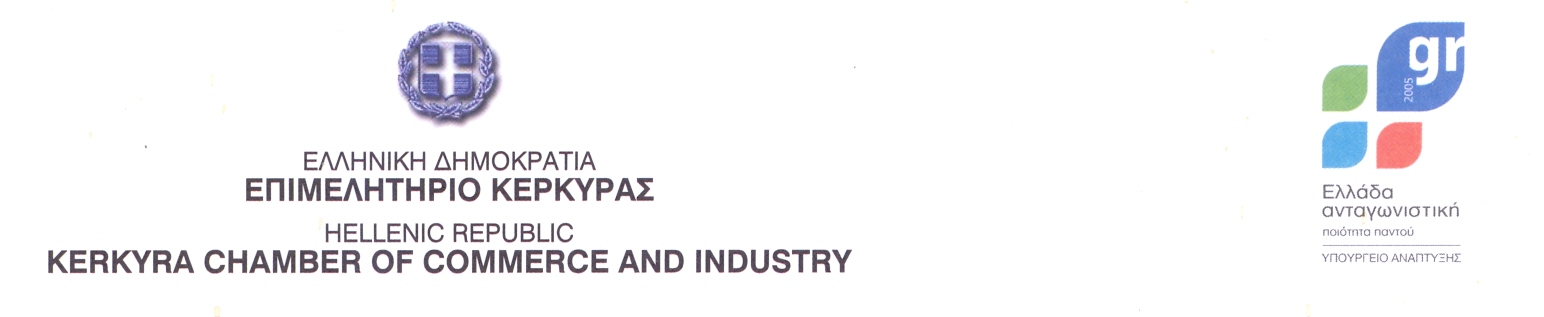 ΕΛΛΗΝΙΚΗ ΔΗΜΟΚΡΑΤΙΑ
ΕΠΙΜΕΛΗΤΗΡΙΟ ΚΕΡΚΥΡΑΣ
HELLENIC REPUBLIC
KERKYRA CHAMBER OF COMMERCE AND INDUSTRY
gr
2005
Ελλάδα
ανταγωνιστική
ποιότητα παντού
ΥΠΟΥΡΓΕΙΟ ΑΝΑΠΤΥΞΗΣ